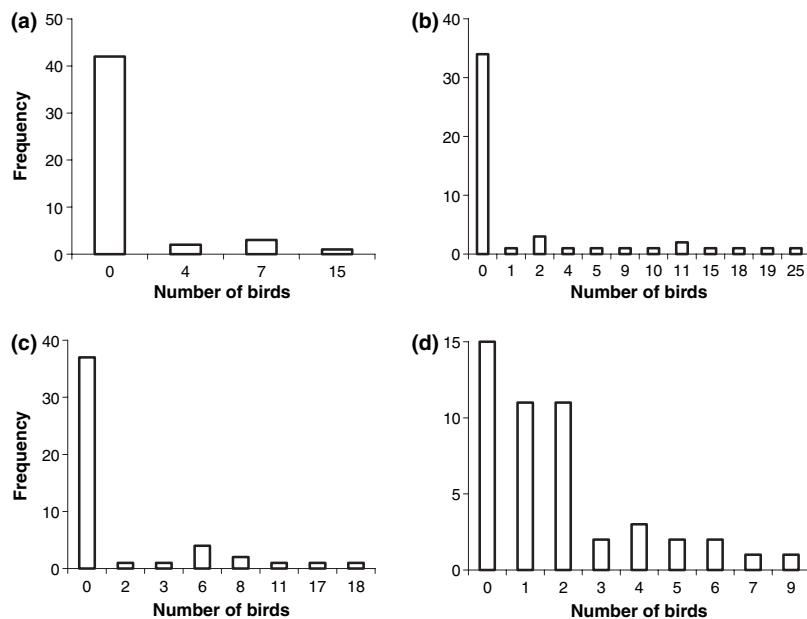 (a)
50
40
30
20
10
0
Frequency
0 4 7 15
Number of birds
(b)
40
30
20
10
0
0 1 2 4 5 9 10 11 15 18 19 25
Number of birds
(c)
40
30
20
10
0
Frequency
0 2 3 6 8 11 17 18
Number of birds
(d)
15
10
5
0
0 1 2 3 4 5 6 7 9
Number of birds